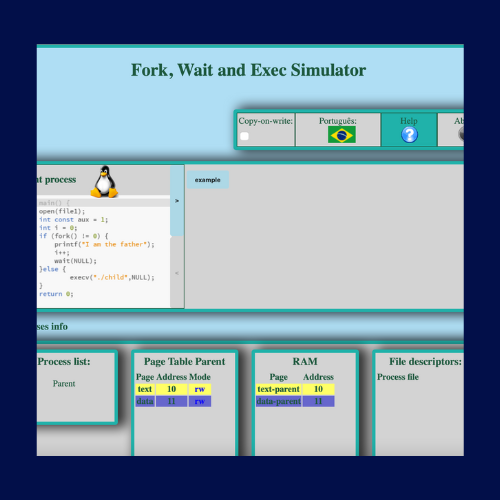 Fork, Wait and Exec Simulator
Copy-on-write: Português: Help
nt process
>
example
main() {
open(file1);
int const aux = 1;
int i = 0;
if (fork() != 0) {
printf("I am the father");
i++;
wait(NULL);
}else {
execv("./child",NULL);
}
return 0;
ses info
Process list:
Parent
Page Table Parent
Page Address Mode
text 10 rw
data 11 rw
RAM
Page Address
text-parent 10
data-parent 11
File descriptors:
Process file